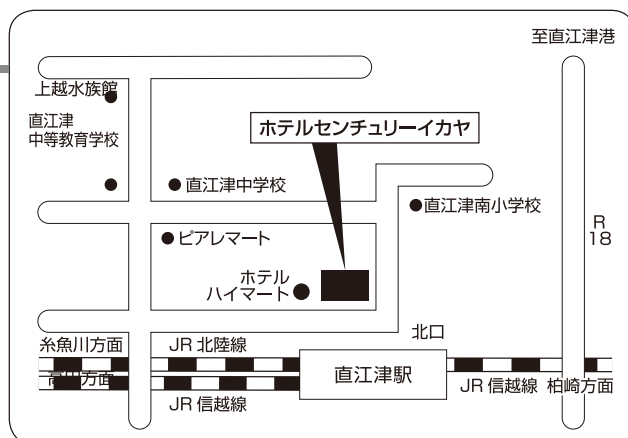 至直江津港
上越水族館
直江津
中等教育学校
ホテルセンチュリーイカヤ
直江津中学校
直江津南小学校
R
18
ピアレマート
ホテル
ハイマート
北口
糸魚川方面
JR 北陸線
高田方面
直江津駅
JR 信越線
柏崎方面
JR 信越線